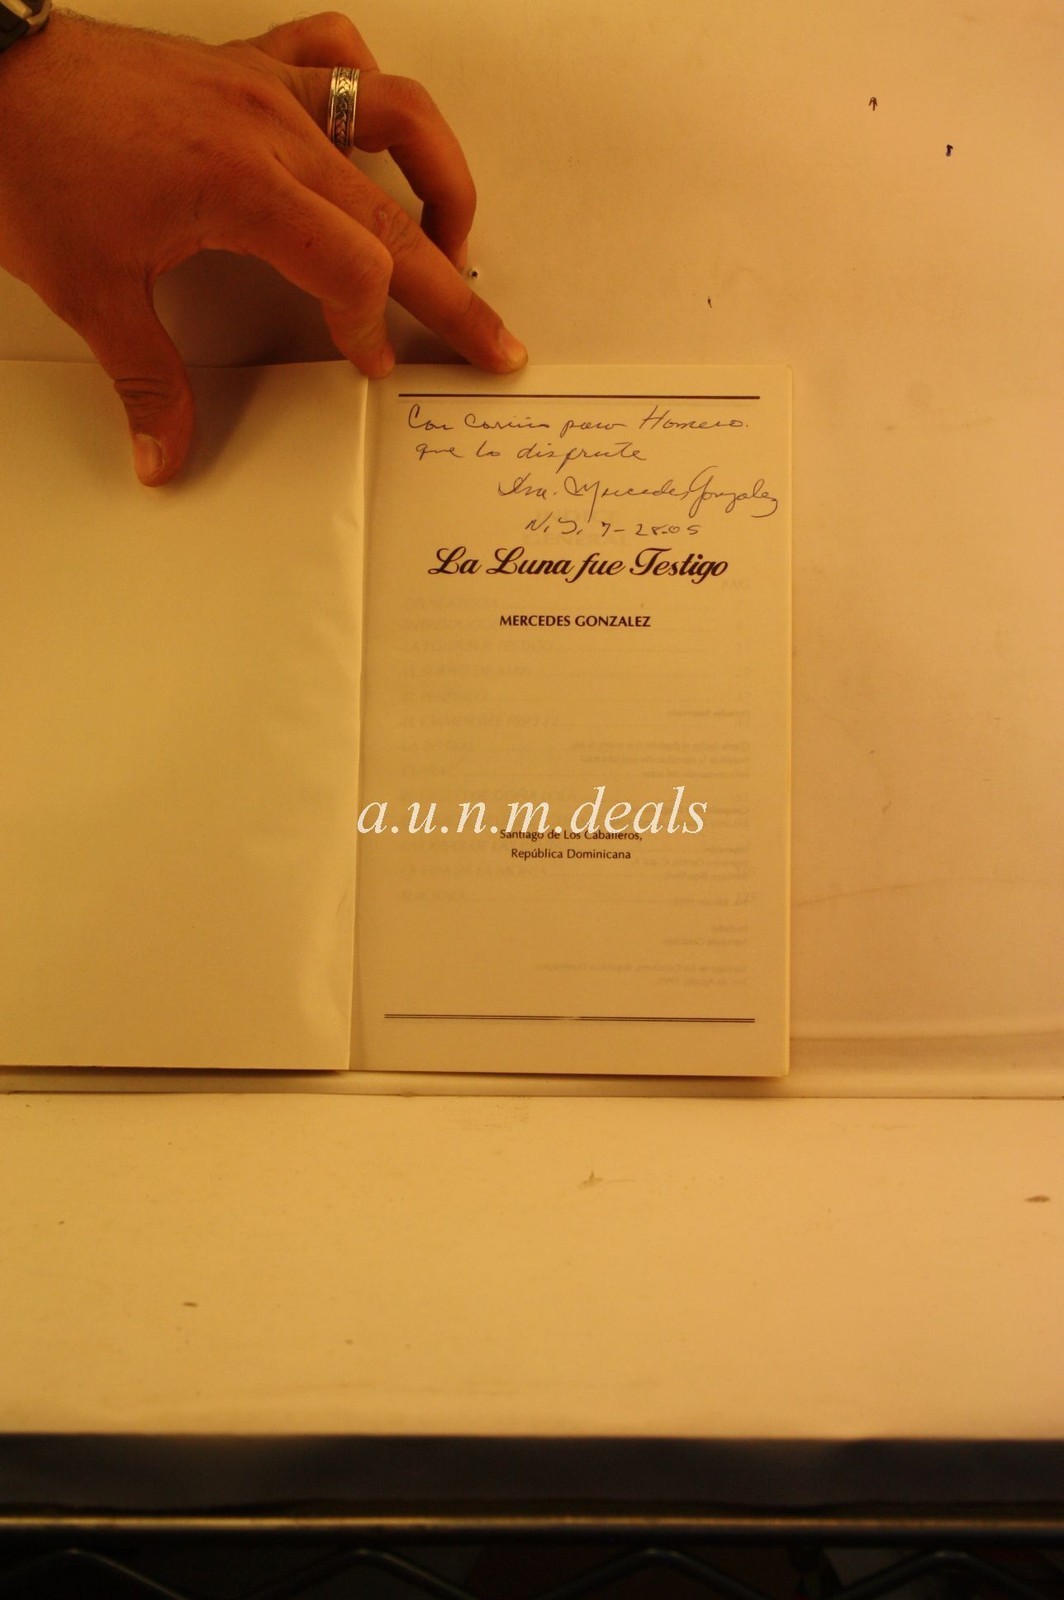 Con cariño para Homero.
que lo disfrute
Dra. Mercedes Gonzalez
N.Y. 7-28-05
La Luna fue Testigo
MERCEDES GONZALEZ
a.u.n.m.deals
Santiago de Los Caballeros,
República Dominicana